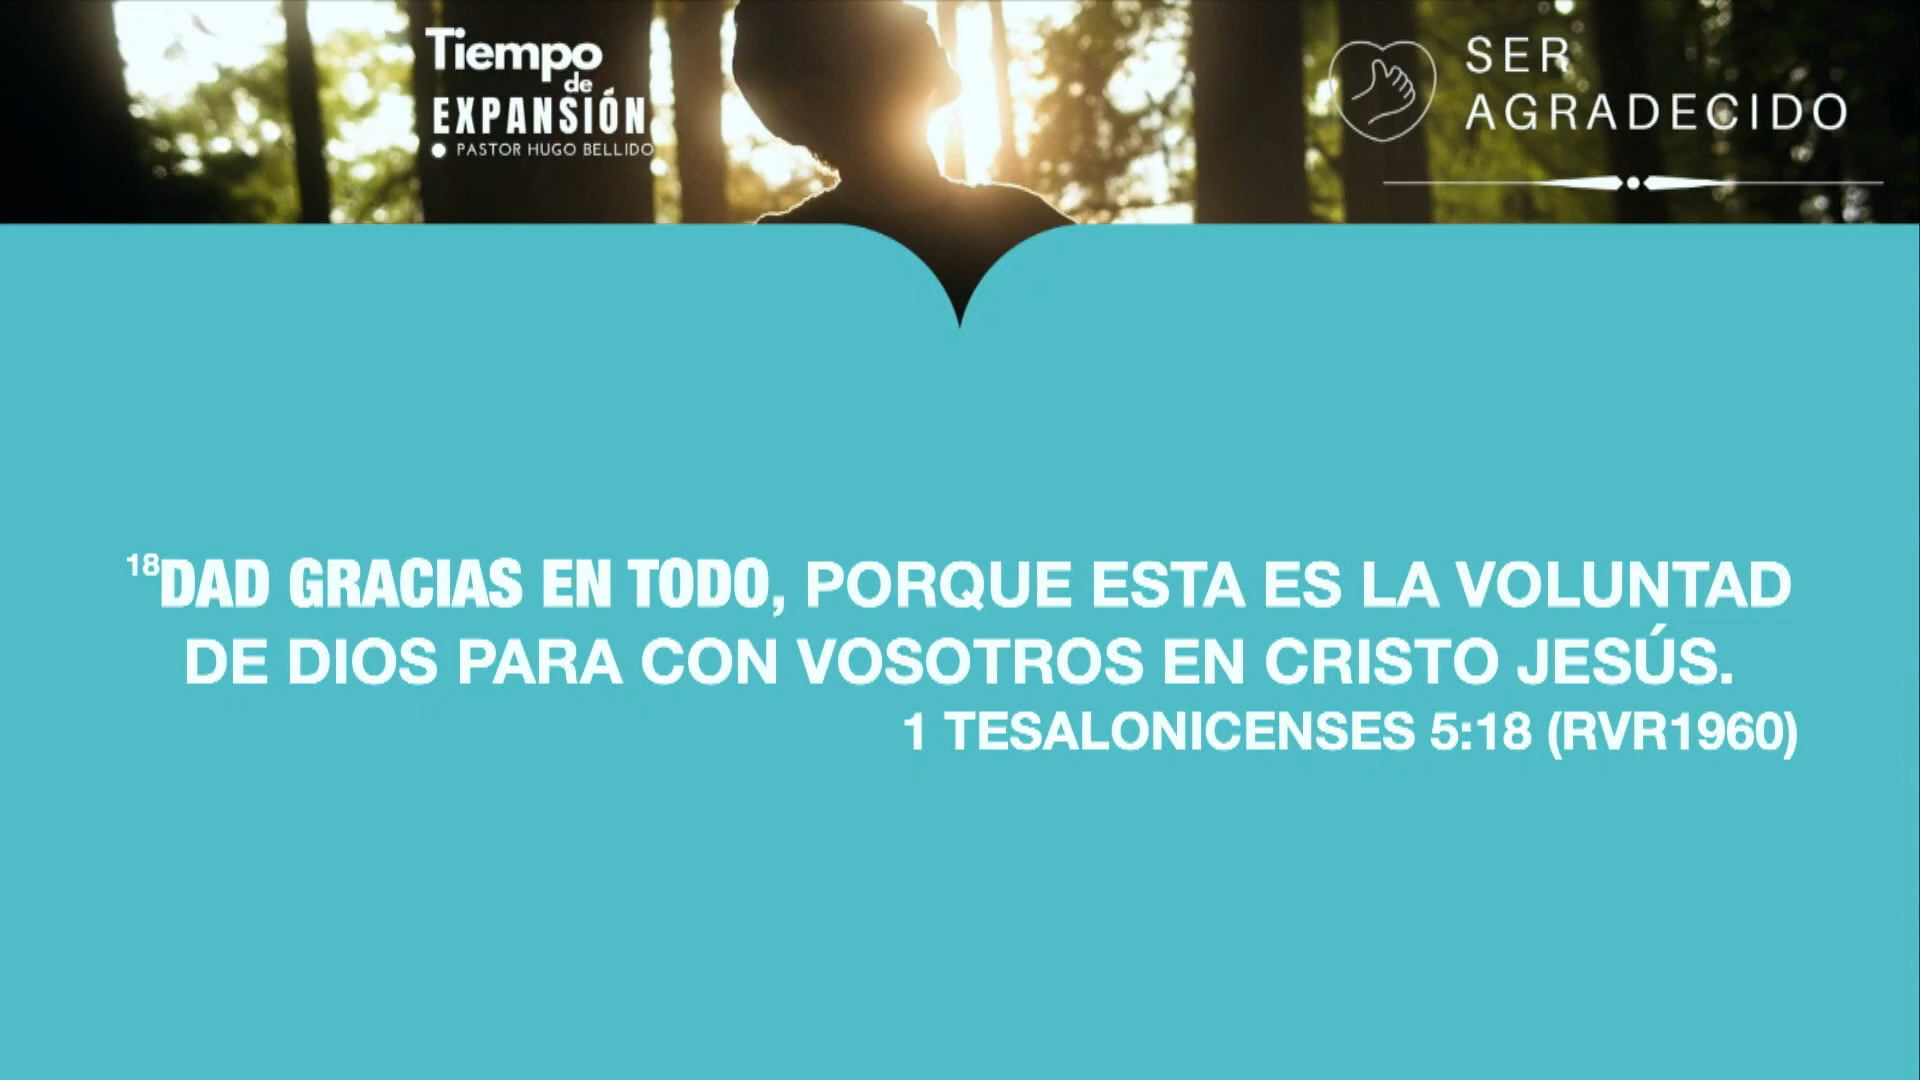 Tiempo
de
EXPANSIÓN
PASTOR HUGO BELLIDO
SER
AGRADECIDO
18DAD GRACIAS EN TODO, PORQUE ESTA ES LA VOLUNTAD
DE DIOS PARA CON VOSOTROS EN CRISTO JESÚS.
1 TESALONICENSES 5:18 (RVR1960)